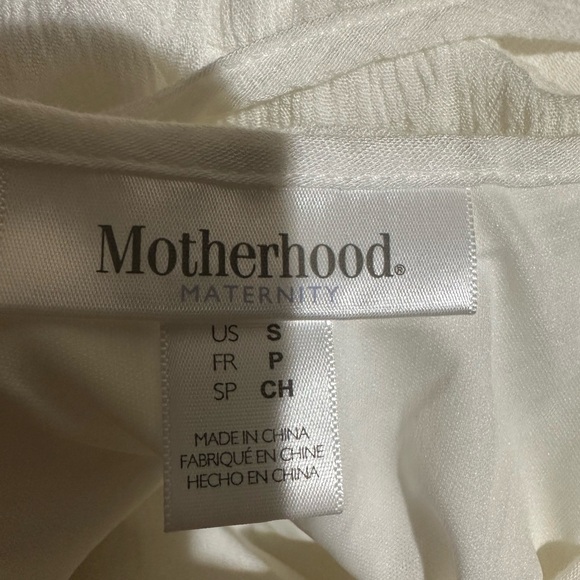 Motherhood®
MATERNITY
US S
FR P
SP CH
MADE IN CHINA
FABRIQUÉ EN CHINE
HECHO EN CHINA